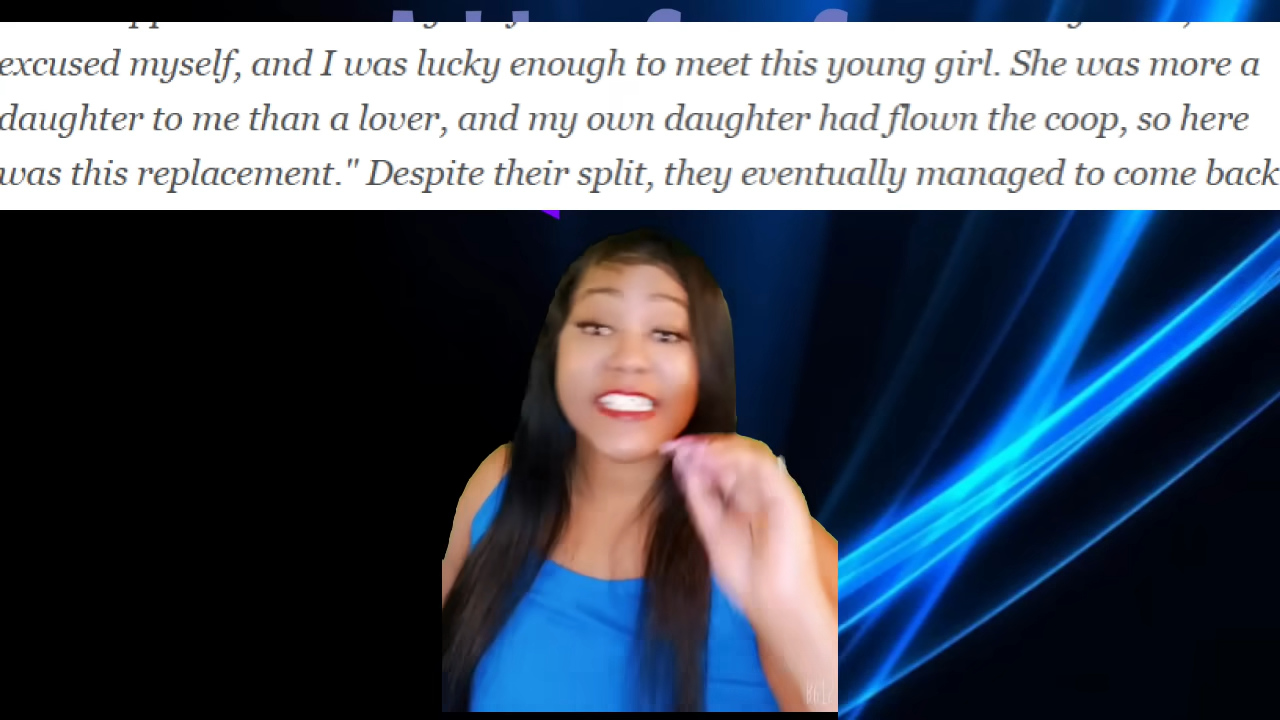 excused myself, and I was lucky enough to meet this young girl. She was more a
daughter to me than a lover, and my own daughter had flown the coop, so here
was this replacement." Despite their split, they eventually managed to come back